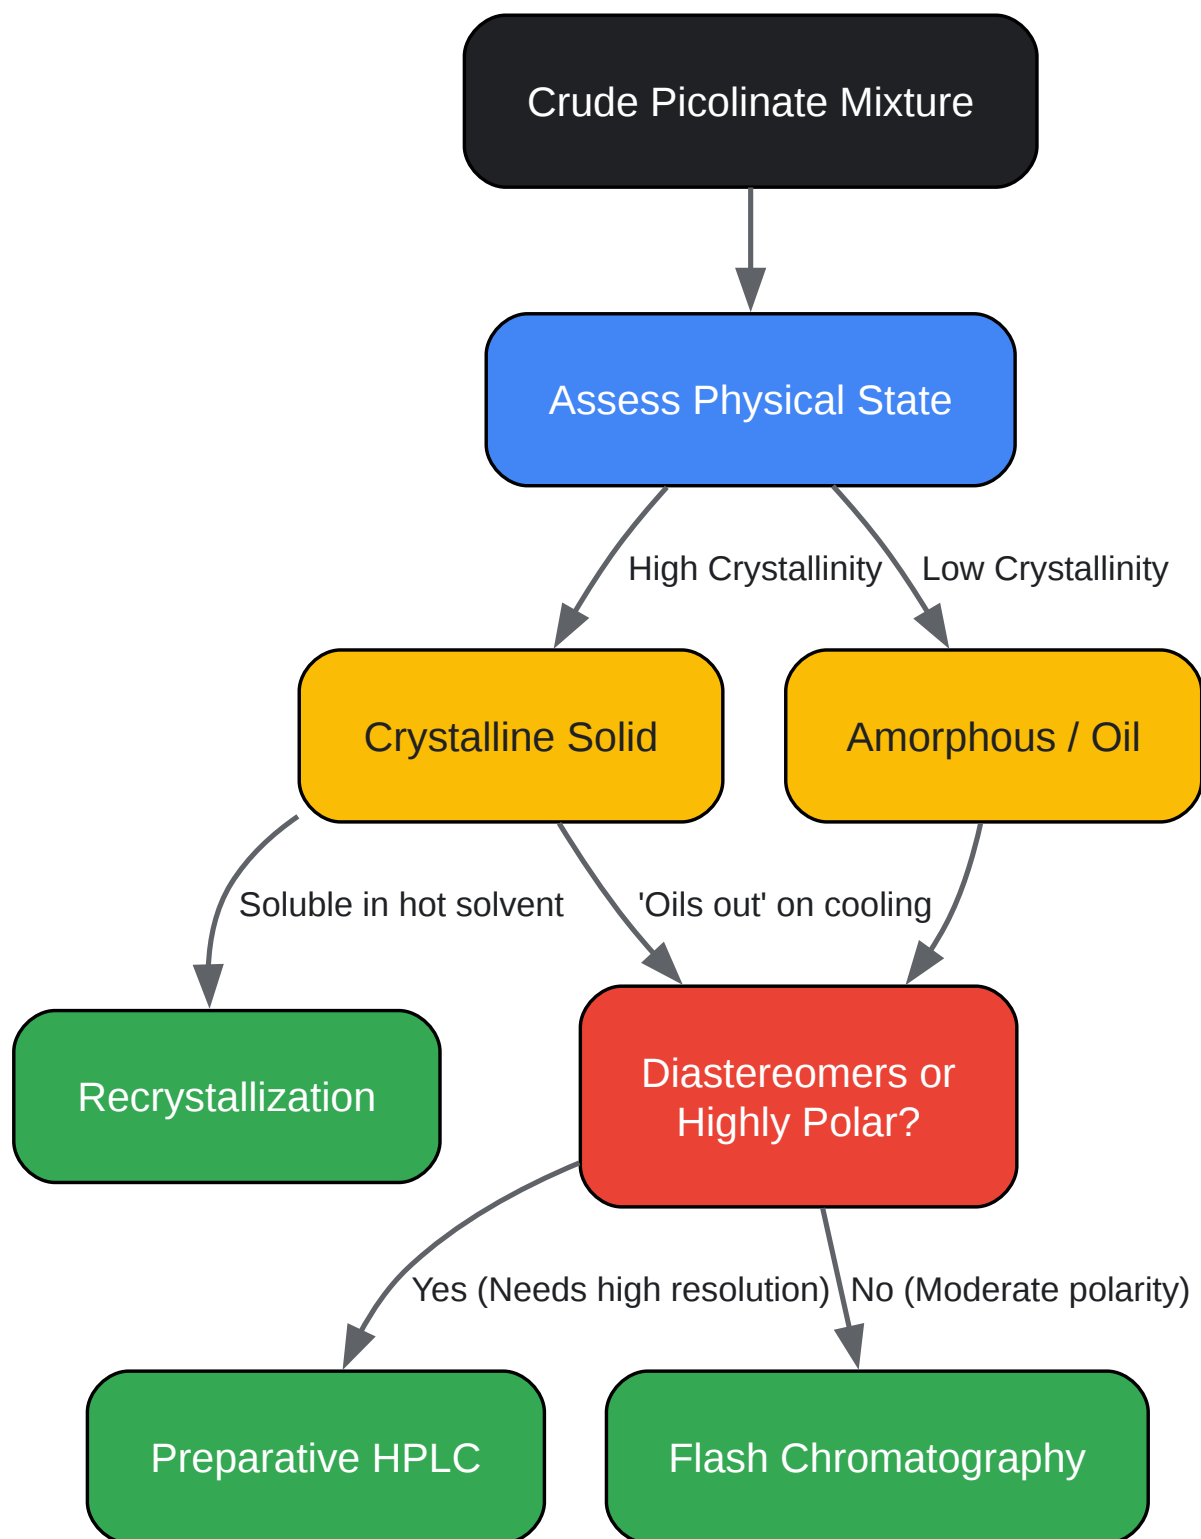 Crude Picolinate Mixture
Assess Physical State
High Crystallinity
Low Crystallinity
Crystalline Solid
Amorphous / Oil
Soluble in hot solvent
'Oils out' on cooling
Recrystallization
Diastereomers or
Highly Polar?
Yes (Needs high resolution)
No (Moderate polarity)
Preparative HPLC
Flash Chromatography